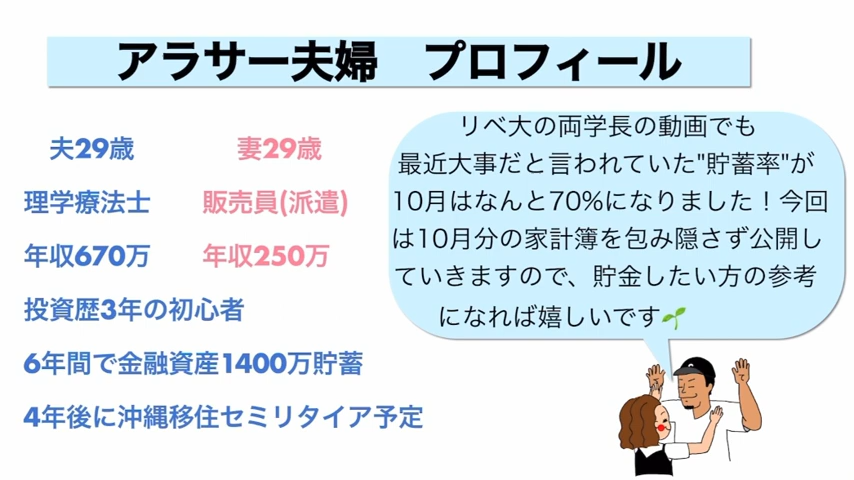 アラサー夫婦　プロフィール
夫29歳
妻29歳
理学療法士
販売員(派遣)
年収670万
年収250万
投資歴3年の初心者
6年間で金融資産1400万貯蓄
4年後に沖縄移住セミリタイア予定
リベ大の両学長の動画でも
最近大事だと言われていた"貯蓄率"が
10月はなんと70%になりました！今回
は10月分の家計簿を包み隠さず公開し
ていきますので、貯金したい方の参考
になれば嬉しいです🌱